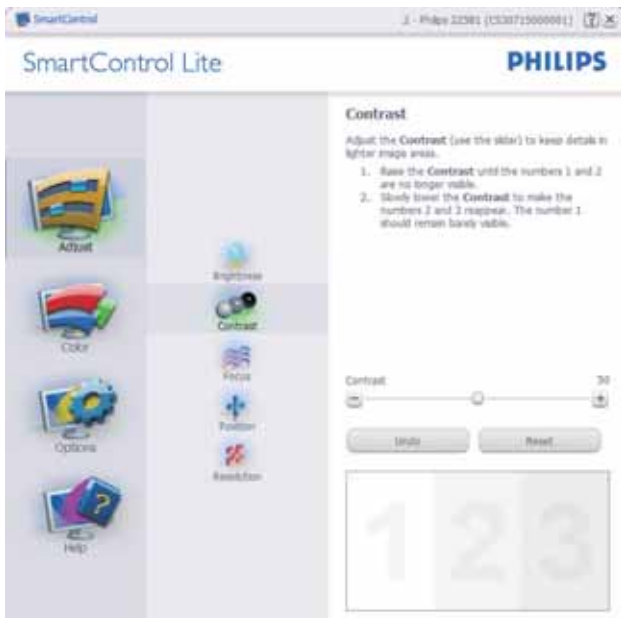 SmartControl
SmartControl Lite
PHILIPS
Contrast
Adjust the Contrast (use the slider) to keep details in
lighter image areas.
1. Raise the Contrast until the numbers 1 and 2
are no longer visible.
2. Slowly lower the Contrast to make the
numbers 2 and 3 reappear. The number 1
should remain barely visible.
Adjust
Color
Options
Help
Brightness
Contrast
Focus
Position
Resolution
Contrast 50
Undo Reset
1 2 3